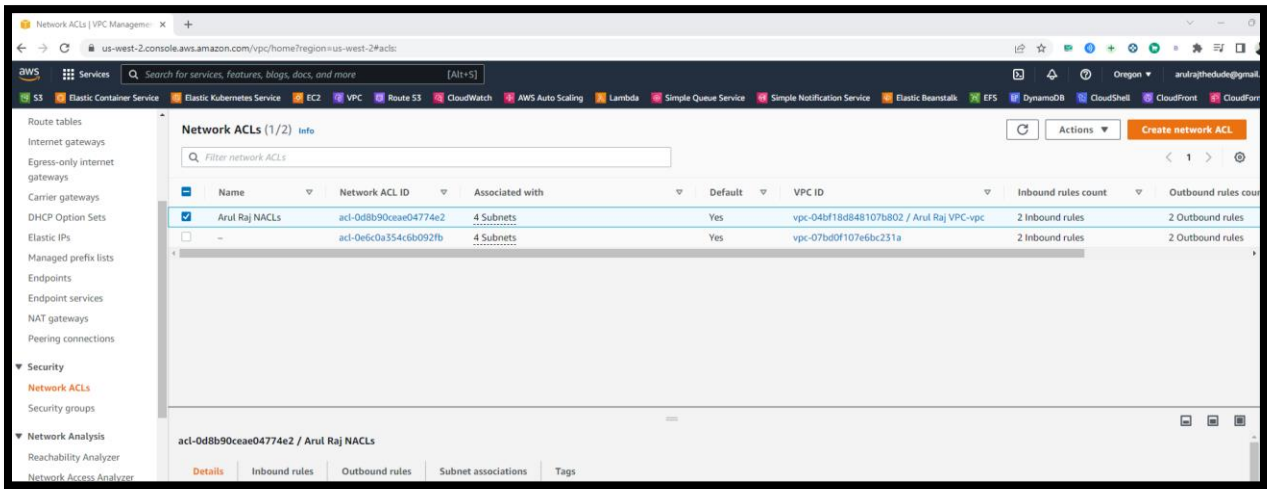 Network ACLs | VPC Managemen
us-west-2.console.aws.amazon.com/vpc/home?region=us-west-2#acls:
aws Services Search for services, features, blogs, docs, and more [Alt+S] Oregon arulrajthedude@gmail.
S3 Elastic Container Service Elastic Kubernetes Service EC2 VPC Route 53 CloudWatch AWS Auto Scaling Lambda Simple Queue Service Simple Notification Service Elastic Beanstalk EFS DynamoDB CloudShell CloudFront CloudForm
Route tables
Internet gateways
Egress-only internet
gateways
Carrier gateways
DHCP Option Sets
Elastic IPs
Managed prefix lists
Endpoints
Endpoint services
NAT gateways
Peering connections
Security
Network ACLs
Security groups
Network Analysis
Reachability Analyzer
Network Access Analyzer
Network ACLs (1/2) Info Actions Create network ACL
Filter network ACLs 1
Name Network ACL ID Associated with Default VPC ID Inbound rules count Outbound rules coun
Arul Raj NACLs acl-0d8b90ceae04774e2 4 Subnets Yes vpc-04bf18d848107b802 / Arul Raj VPC-vpc 2 Inbound rules 2 Outbound rules
– acl-0e6c0a354c6b092fb 4 Subnets Yes vpc-07bd0f107e6bc231a 2 Inbound rules 2 Outbound rules
acl-0d8b90ceae04774e2 / Arul Raj NACLs
Details Inbound rules Outbound rules Subnet associations Tags